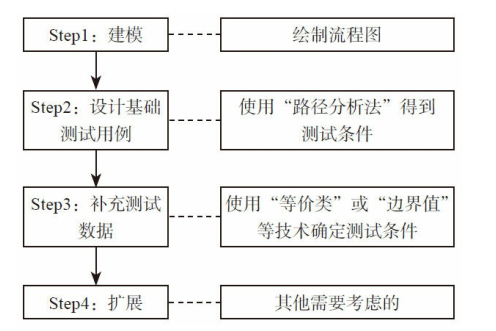 Step1：建模
绘制流程图
Step2：设计基础
测试用例
使用“路径分析法”得到
测试条件
Step3：补充测试
数据
使用“等价类”或“边界值”
等技术确定测试条件
Step4：扩展
其他需要考虑的